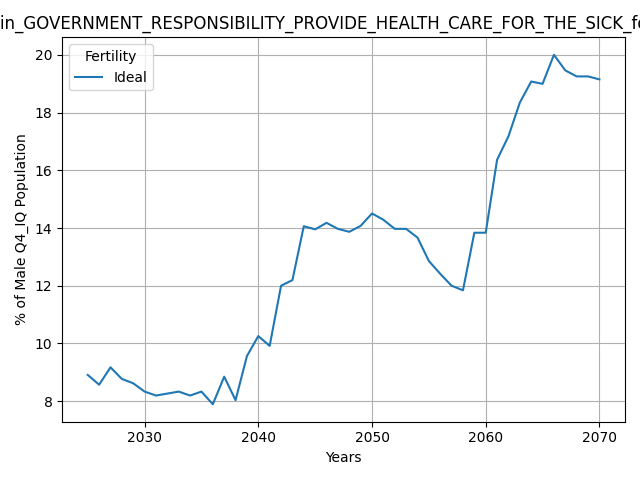 in_GOVERNMENT_RESPONSIBILITY_PROVIDE_HEALTH_CARE_FOR_THE_SICK_fe
Fertility
Ideal
% of Male Q4_IQ Population
20
18
16
14
12
10
8
2030 2040 2050 2060 2070
Years